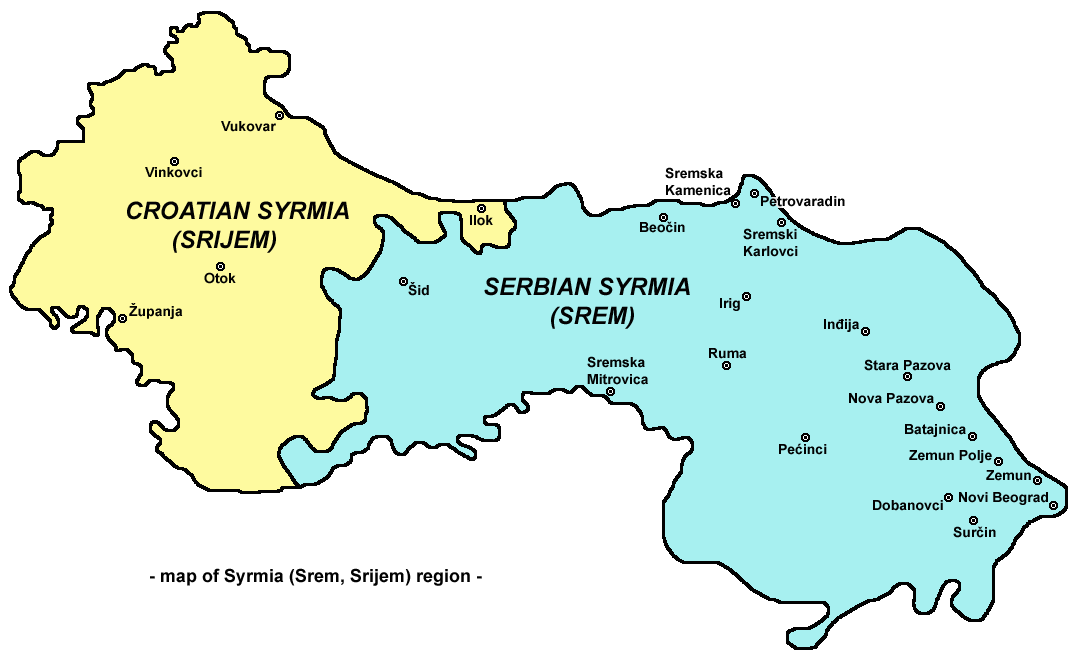 Vukovar
Vinkovci
CROATIAN SYRMIA
(SRIJEM)
Ilok
Otok
Županja
Sremska
Kamenica
Petrovaradin
Beočin
Sremski
Karlovci
Šid
SERBIAN SYRMIA
(SREM)
Irig
Inđija
Ruma
Sremska
Mitrovica
Stara Pazova
Nova Pazova
Batajnica
Pećinci
Zemun Polje
Zemun
Novi Beograd
Dobanovci
Surčin
- map of Syrmia (Srem, Srijem) region -